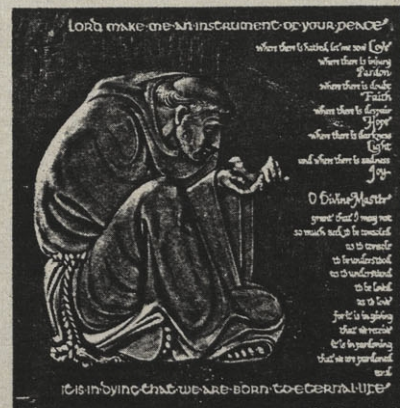 LORD MAKE ME AN INSTRUMENT OF YOUR PEACE
where there is hatred, let me sow Love
where there is injury
Pardon
where there is doubt
Faith
where there is despair
Hope
where there is darkness
Light
and where there is sadness
Joy
O Divine Master
grant that I may not
so much seek to be consoled
as to console
to be understood
as to understand
to be loved
as to love
for it is in giving
that we receive
it is in pardoning
that we are pardoned
and
IT IS IN DYING THAT WE ARE BORN TO ETERNAL LIFE